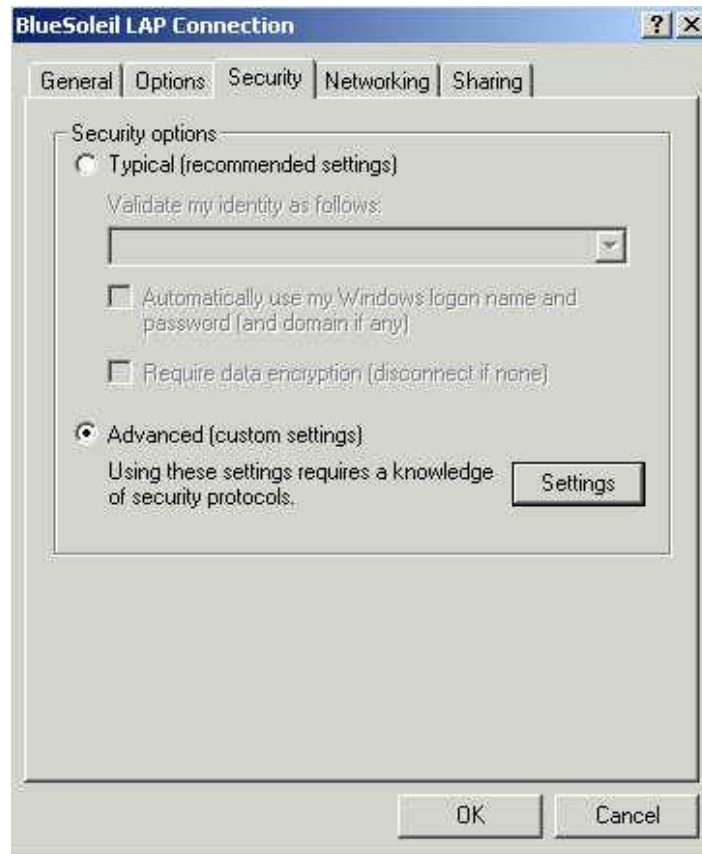 BlueSoleil LAP Connection
General Options Security Networking Sharing
Security options
Typical (recommended settings)
Validate my identity as follows:
Automatically use my Windows logon name and
password (and domain if any)
Require data encryption (disconnect if none)
Advanced (custom settings)
Using these settings requires a knowledge
of security protocols.
Settings
OK Cancel